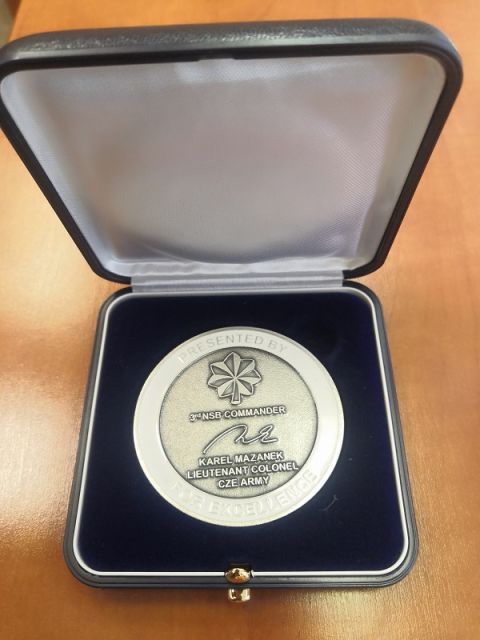 PRESENTED BY
3rd NSB COMMANDER
KAREL MAZANEK
LIEUTENANT COLONEL
CZE ARMY
FOR EXCELLENCE